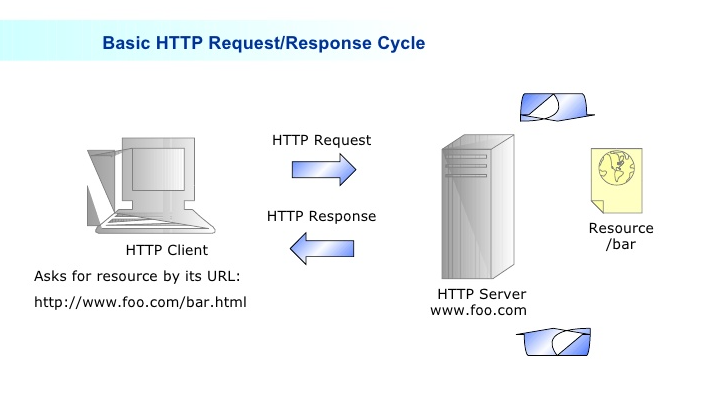 Basic HTTP Request/Response Cycle
HTTP Request
HTTP Response
HTTP Client
Asks for resource by its URL:
http://www.foo.com/bar.html
HTTP Server
www.foo.com
Resource
/bar